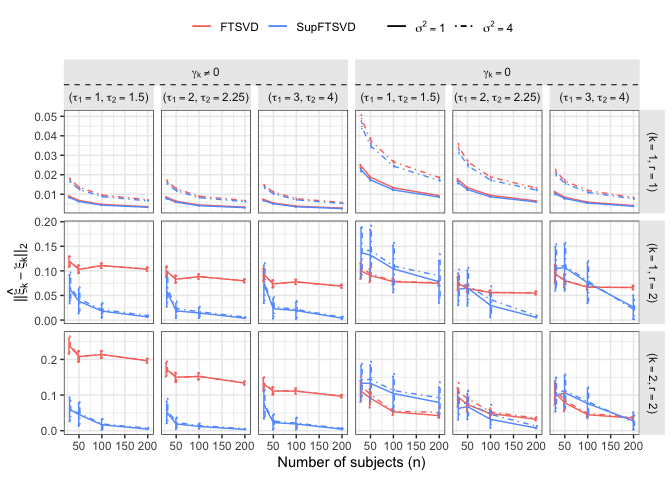 FTSVD SupFTSVD σ² = 1 σ² = 4
γₖ ≠ 0 γₖ = 0
(τ₁ = 1, τ₂ = 1.5) (τ₁ = 2, τ₂ = 2.25) (τ₁ = 3, τ₂ = 4) (τ₁ = 1, τ₂ = 1.5) (τ₁ = 2, τ₂ = 2.25) (τ₁ = 3, τ₂ = 4)
0.05
0.04
0.03
0.02
0.01
(k = 1, r = 1)
0.20
0.15
0.10
0.05
0.00
(k = 1, r = 2)
0.2
0.1
0.0
(k = 2, r = 2)
||ξ̂ₖ − ξₖ||₂
50 100 150 200 50 100 150 200 50 100 150 200 50 100 150 200 50 100 150 200 50 100 150 200
Number of subjects (n)